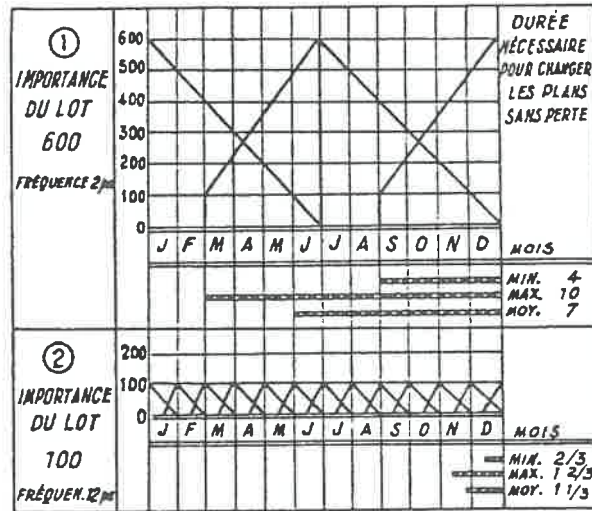 ①
IMPORTANCE
DU LOT
600
FRÉQUENCE 2
600
500
400
300
200
100
0
J F M A M J J A S O N D MOIS
DURÉE
NÉCESSAIRE
POUR CHANGER
LES PLANS
SANS PERTE
MIN. 4
MAX. 10
MOY. 7
②
IMPORTANCE
DU LOT
100
FRÉQUEN. 12
200
100
0
J F M A M J J A S O N D MOIS
MIN. 2/3
MAX. 1 2/3
MOY. 1 1/3